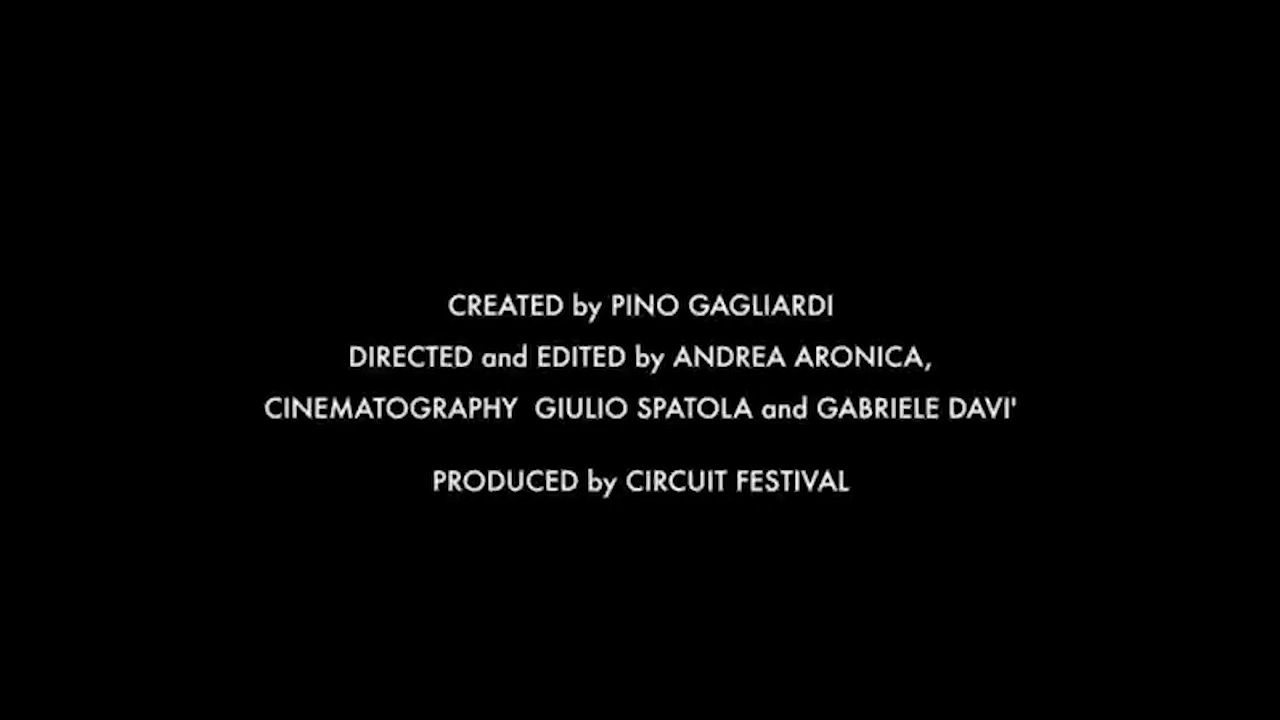 CREATED by PINO GAGLIARDI
DIRECTED and EDITED by ANDREA ARONICA,
CINEMATOGRAPHY  GIULIO SPATOLA and GABRIELE DAVI'
PRODUCED by CIRCUIT FESTIVAL